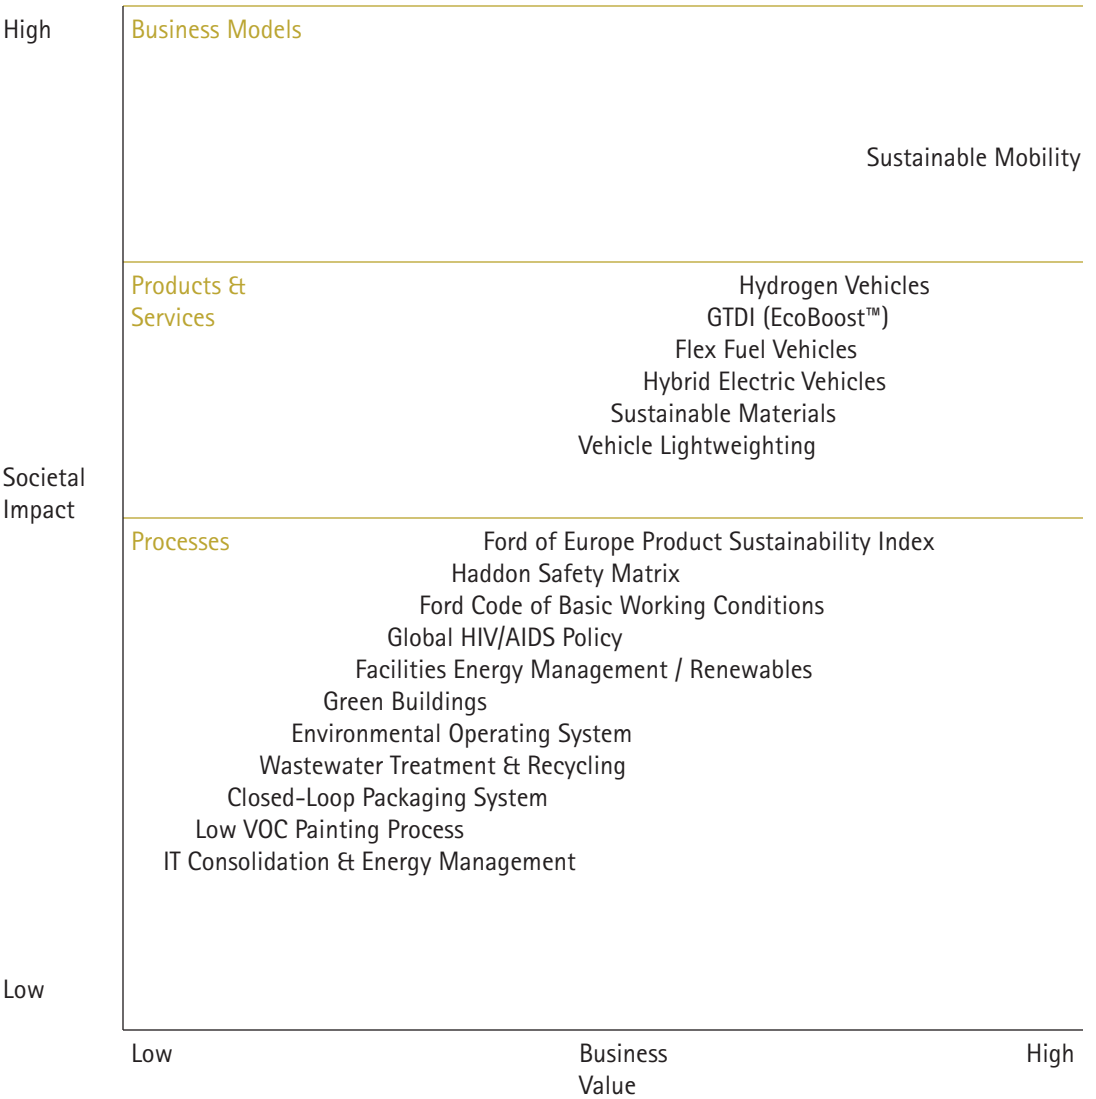 High
Business Models
Sustainable Mobility
Products &
Services
Hydrogen Vehicles
GTDI (EcoBoost™)
Flex Fuel Vehicles
Hybrid Electric Vehicles
Sustainable Materials
Vehicle Lightweighting
Societal
Impact
Processes
Ford of Europe Product Sustainability Index
Haddon Safety Matrix
Ford Code of Basic Working Conditions
Global HIV/AIDS Policy
Facilities Energy Management / Renewables
Green Buildings
Environmental Operating System
Wastewater Treatment & Recycling
Closed-Loop Packaging System
Low VOC Painting Process
IT Consolidation & Energy Management
Low
Low
Business
Value
High